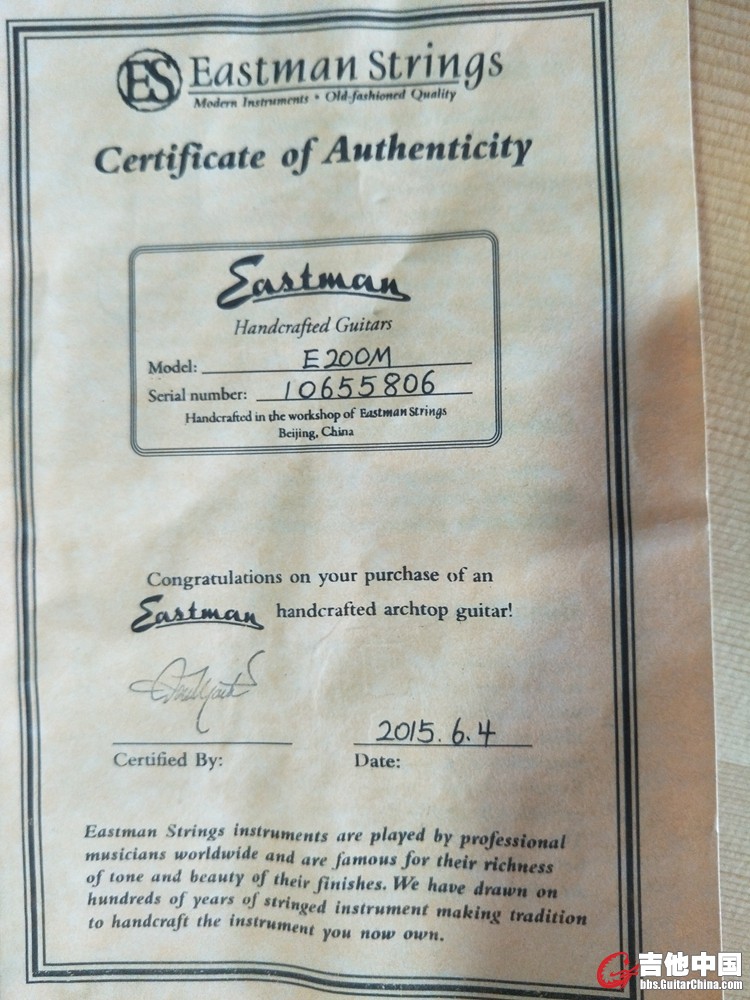 ES Eastman Strings
Modern Instruments • Old-fashioned Quality
Certificate of Authenticity
Eastman
Handcrafted Guitars
Model: E200M
Serial number: 10655806
Handcrafted in the workshop of Eastman Strings
Beijing, China
Congratulations on your purchase of an
Eastman handcrafted archtop guitar!
2015.6.4
Certified By:
Date:
Eastman Strings instruments are played by professional
musicians worldwide and are famous for their richness
of tone and beauty of their finishes. We have drawn on
hundreds of years of stringed instrument making tradition
to handcraft the instrument you now own.
吉他中国
bbs.GuitarChina.com